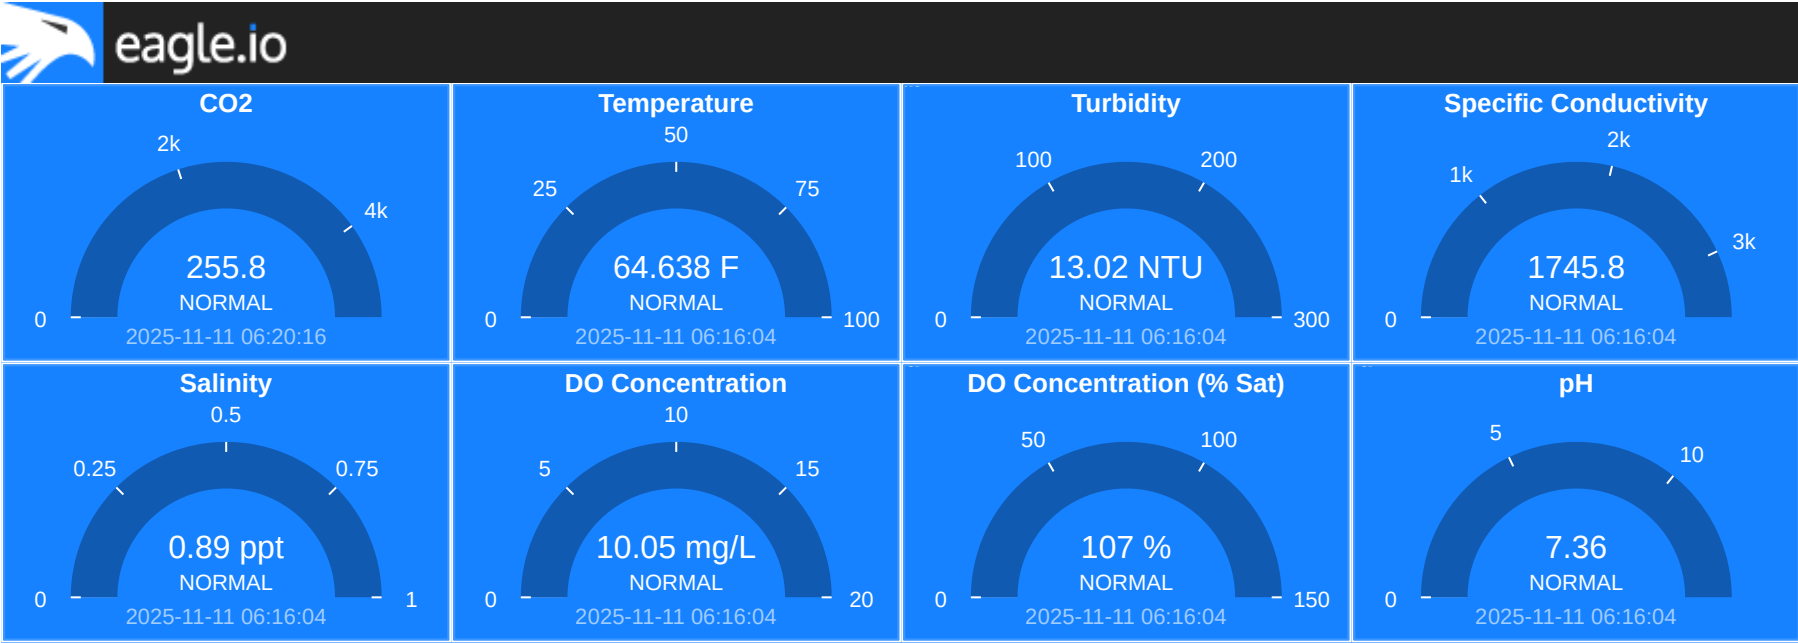 eagle.io
CO2
2k
4k
0
255.8
NORMAL
2025-11-11 06:20:16
Temperature
50
25
75
0
100
64.638 F
NORMAL
2025-11-11 06:16:04
Turbidity
100
200
0
300
13.02 NTU
NORMAL
2025-11-11 06:16:04
Specific Conductivity
2k
1k
3k
0
1745.8
NORMAL
2025-11-11 06:16:04
Salinity
0.5
0.25
0.75
0
1
0.89 ppt
NORMAL
2025-11-11 06:16:04
DO Concentration
10
5
15
0
20
10.05 mg/L
NORMAL
2025-11-11 06:16:04
DO Concentration (% Sat)
50
100
0
150
107 %
NORMAL
2025-11-11 06:16:04
pH
5
10
0
7.36
NORMAL
2025-11-11 06:16:04